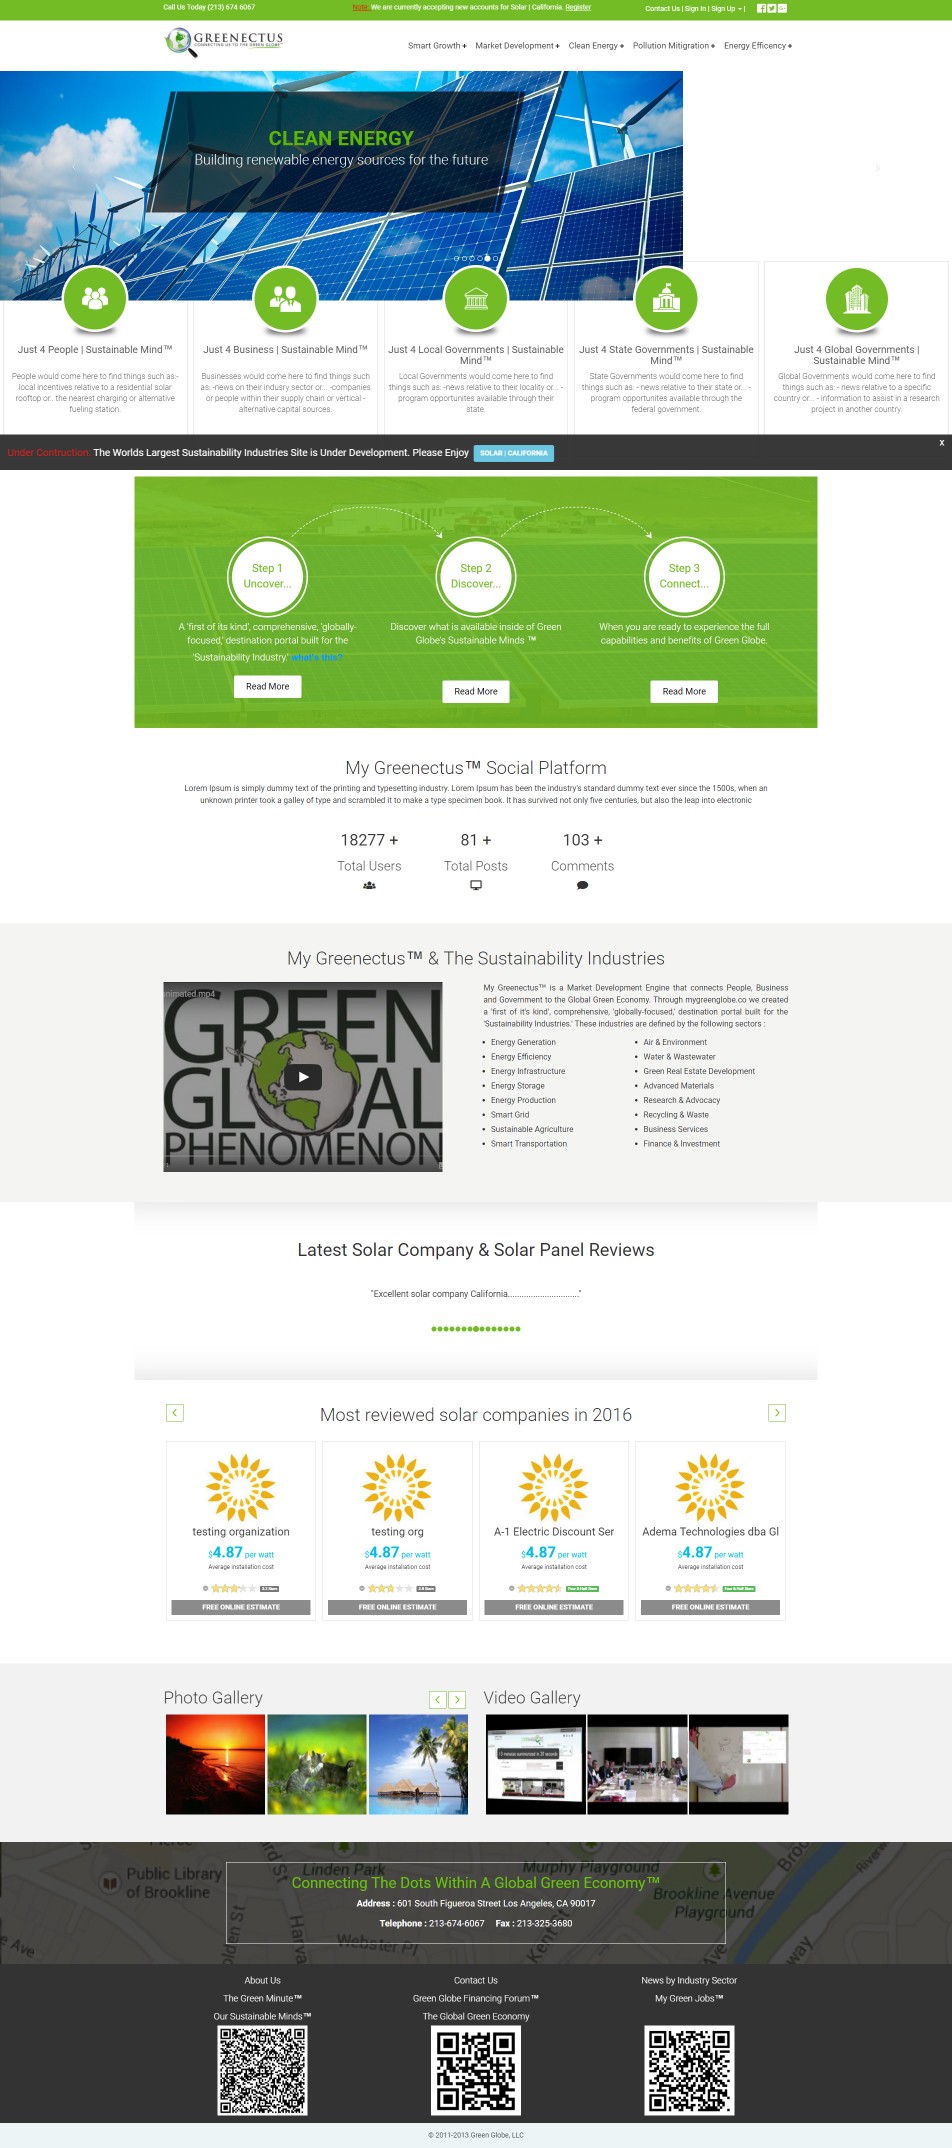 Call Us Today (213) 674 6067
Note: We are currently accepting new accounts for Solar | California. Register
Contact Us | Sign In | Sign Up |
GREENECTUS
CONNECTING US TO THE GREEN GLOBE
Smart Growth + Market Development + Clean Energy + Pollution Mitigration + Energy Efficency +
CLEAN ENERGY
Building renewable energy sources for the future
Just 4 People | Sustainable Mind™
People would come here to find things such as:-
local incentives relative to a residential solar
rooftop or.. the nearest charging or alternative
fueling station.
Just 4 Business | Sustainable Mind™
Businesses would come here to find things such
as: -news on their indusry sector or... -companies
or people within their supply chain or vertical -
alternative capital sources.
Just 4 Local Governments | Sustainable
Mind™
Local Governments would come here to find
things such as: -news relative to their locality or... -
program opportunites available through their
state.
Just 4 State Governments | Sustainable
Mind™
State Governments would come here to find
things such as: - news relative to their state or... -
program opportunites available through the
federal government.
Just 4 Global Governments |
Sustainable Mind™
Global Governments would come here to find
things such as: - news relative to a specific
country or... - information to assist in a research
project in another country.
Under Contruction: The Worlds Largest Sustainability Industries Site is Under Development. Please Enjoy SOLAR | CALIFORNIA
X
Step 1
Uncover...
A 'first of its kind', comprehensive, 'globally-
focused,' destination portal built for the
'Sustainability Industry.' what's this?
Read More
Step 2
Discover...
Discover what is available inside of Green
Globe's Sustainable Minds ™
Read More
Step 3
Connect...
When you are ready to experience the full
capabilities and benefits of Green Globe.
Read More
My Greenectus™ Social Platform
Lorem Ipsum is simply dummy text of the printing and typesetting industry. Lorem Ipsum has been the industry's standard dummy text ever since the 1500s, when an
unknown printer took a galley of type and scrambled it to make a type specimen book. It has survived not only five centuries, but also the leap into electronic
18277 +
Total Users
81 +
Total Posts
103 +
Comments
My Greenectus™ & The Sustainability Industries
nimated.mp4
GREEN
GLOBAL
PHENOMENON
My Greenectus™ is a Market Development Engine that connects People, Business
and Government to the Global Green Economy. Through mygreenglobe.co we created
a 'first of it's kind', comprehensive, 'globally-focused,' destination portal built for the
'Sustainability Industries.' These industries are defined by the following sectors :
Energy Generation
Energy Efficiency
Energy Infrastructure
Energy Storage
Energy Production
Smart Grid
Sustainable Agriculture
Smart Transportation
Air & Environment
Water & Wastewater
Green Real Estate Development
Advanced Materials
Research & Advocacy
Recycling & Waste
Business Services
Finance & Investment
Latest Solar Company & Solar Panel Reviews
"Excellent solar company California..............................."
Most reviewed solar companies in 2016
testing organization
$4.87 per watt
Average installation cost
FREE ONLINE ESTIMATE
testing org
$4.87 per watt
Average installation cost
FREE ONLINE ESTIMATE
A-1 Electric Discount Ser
$4.87 per watt
Average installation cost
FREE ONLINE ESTIMATE
Adema Technologies dba Gl
$4.87 per watt
Average installation cost
FREE ONLINE ESTIMATE
Photo Gallery
Video Gallery
10 minutes summarized in 20 seconds
Public Library
of Brookline
Linden Park
Murphy Playground
Brookline Avenue
Playground
Webster Pl
Kent St
Connecting The Dots Within A Global Green Economy™
Address : 601 South Figueroa Street Los Angeles, CA 90017
Telephone : 213-674-6067 Fax : 213-325-3680
About Us
The Green Minute™
Our Sustainable Minds™
Contact Us
Green Globe Financing Forum™
The Global Green Economy
News by Industry Sector
My Green Jobs™
© 2011-2013 Green Globe, LLC